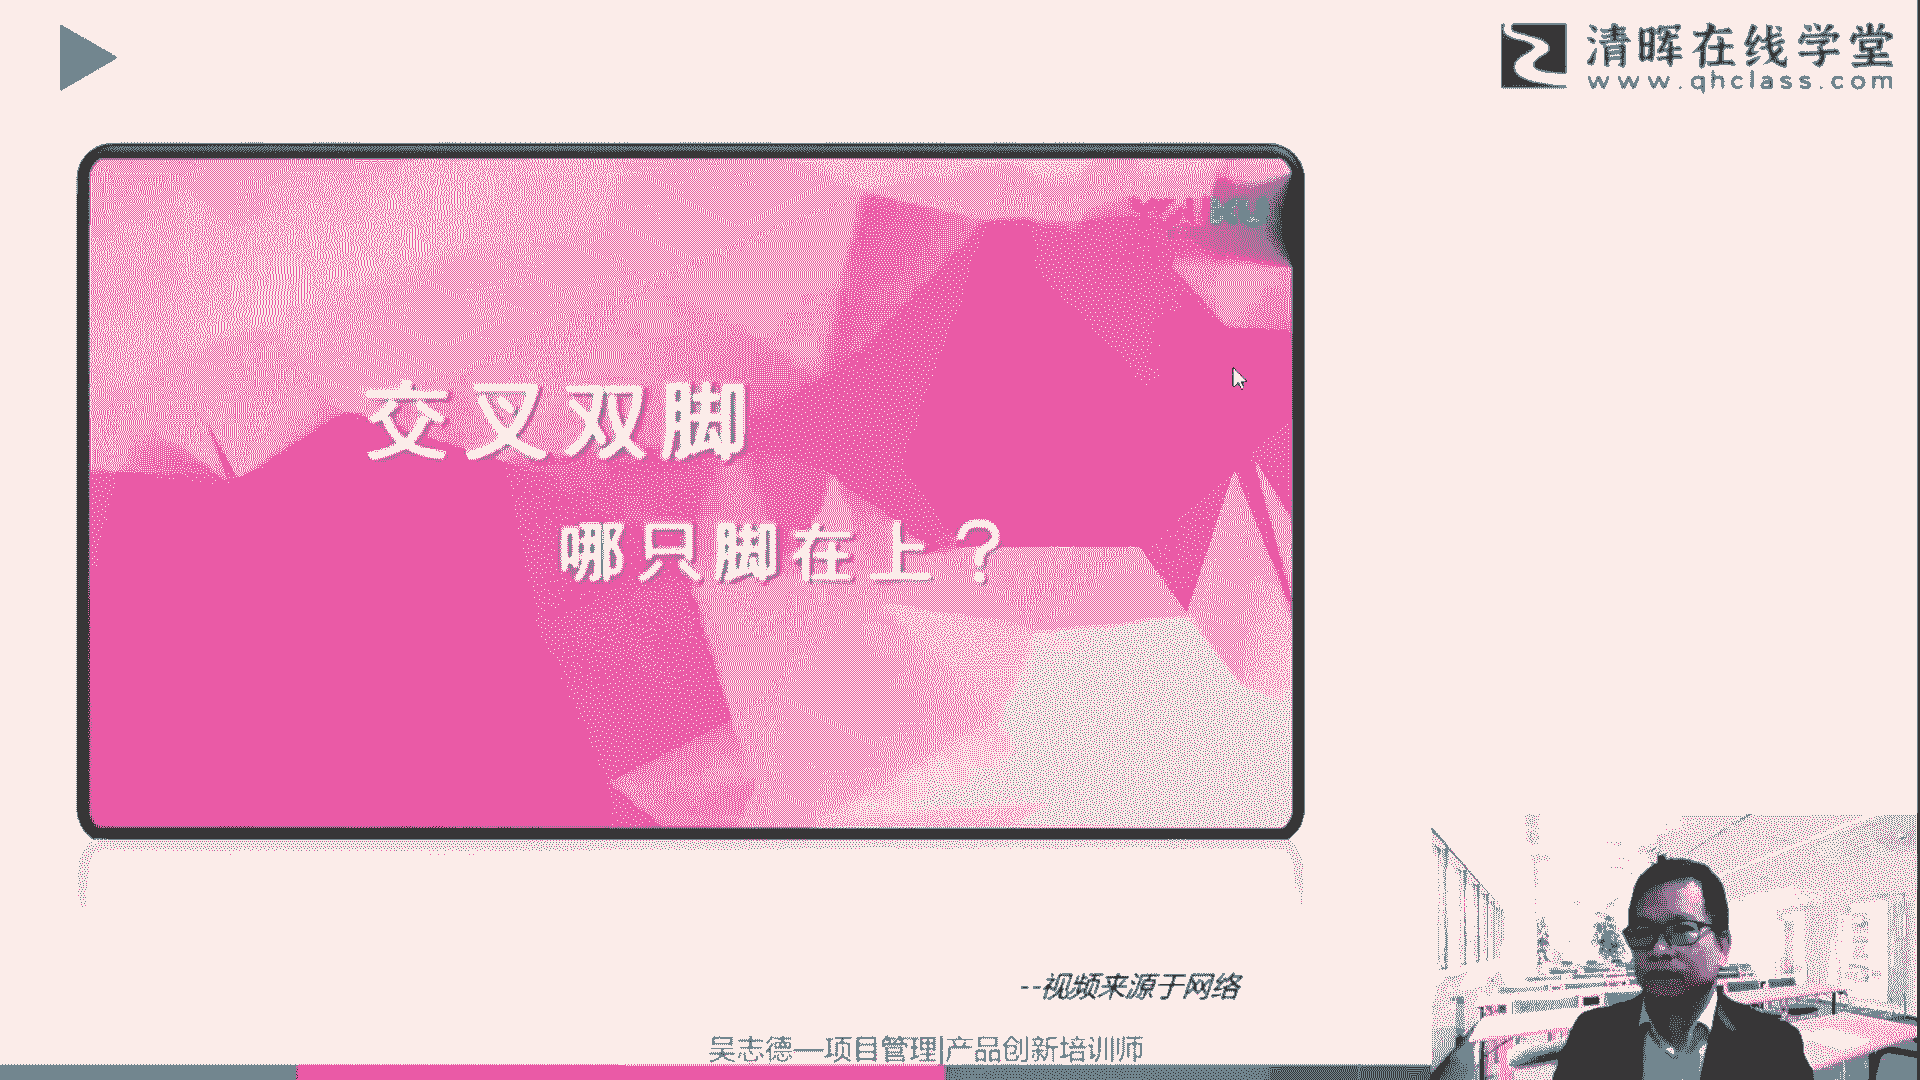 清晖在线学堂
www.qhclass.com
交叉双脚
哪只脚在上？
--视频来源于网络
吴志德—项目管理|产品创新培训师